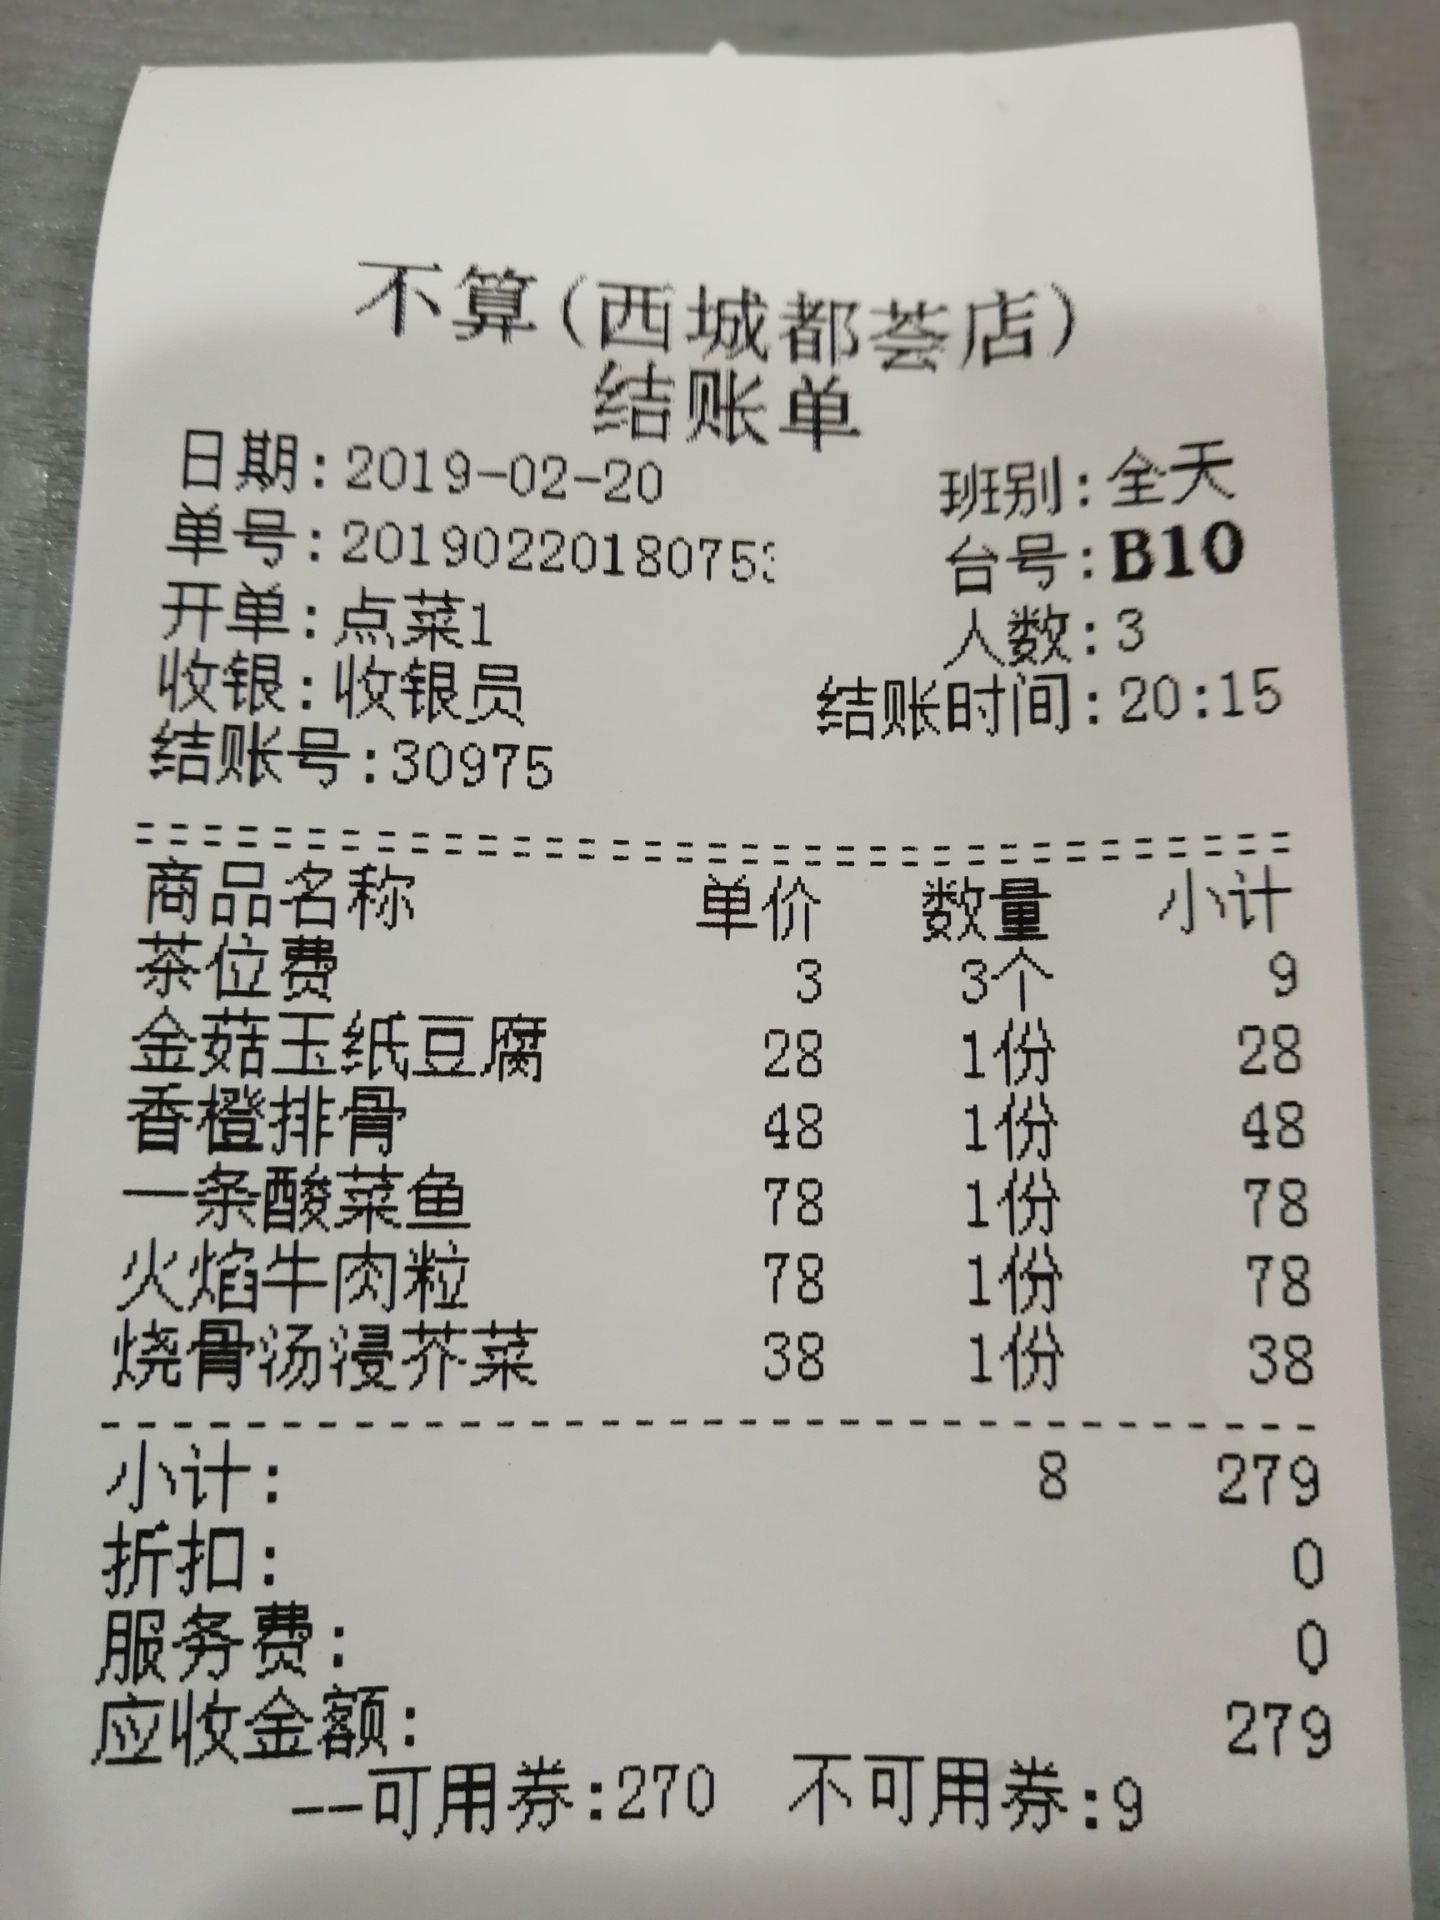 不算(西城都荟店)
结账单
日期:2019-02-20 班别:全天
单号:20190220180753 台号:B10
开单:点菜1 人数:3
收银:收银员 结账时间:20:15
结账号:30975
商品名称 单价 数量 小计
茶位费 3 3个 9
金菇玉纸豆腐 28 1份 28
香橙排骨 48 1份 48
一条酸菜鱼 78 1份 78
火焰牛肉粒 78 1份 78
烧骨汤浸芥菜 38 1份 38
小计: 8 279
折扣: 0
服务费: 0
应收金额: 279
--可用券:270 不可用券:9